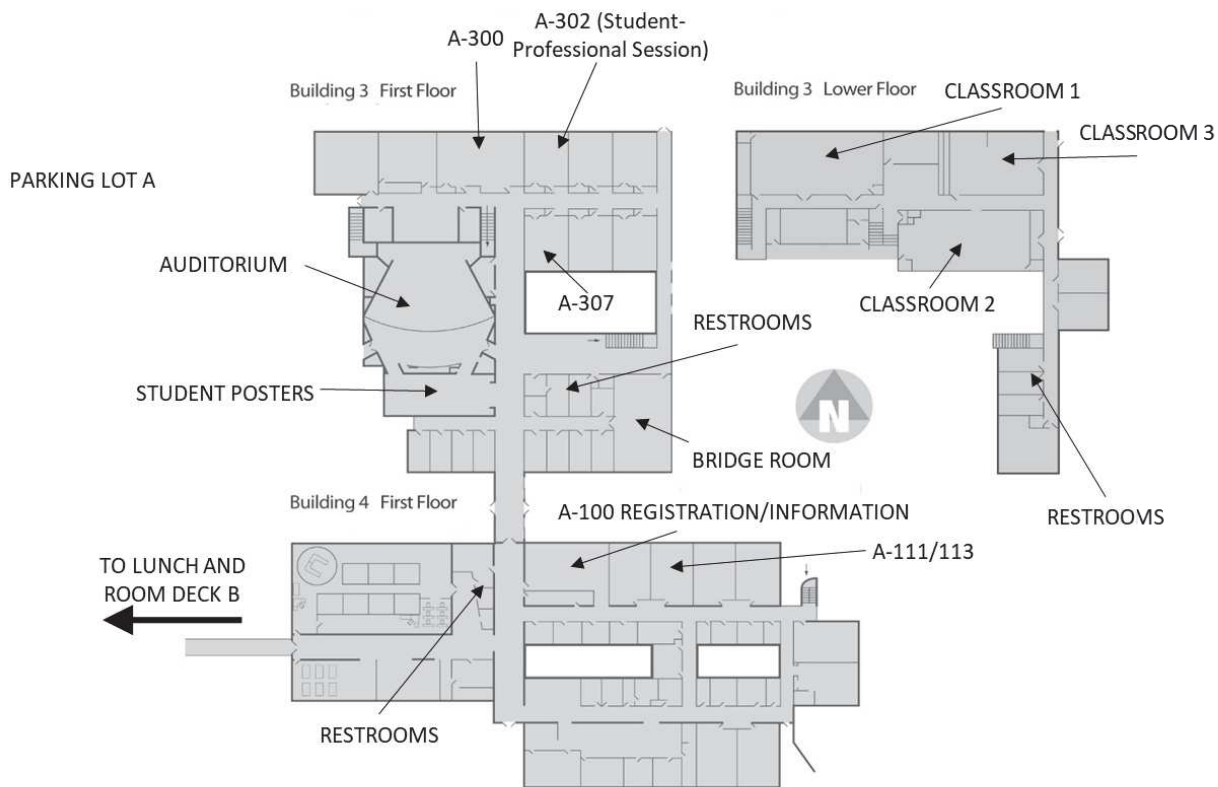 A-302 (Student-
Professional Session)
A-300
Building 3 First Floor
Building 3 Lower Floor
CLASSROOM 1
CLASSROOM 3
PARKING LOT A
AUDITORIUM
A-307
CLASSROOM 2
RESTROOMS
STUDENT POSTERS
N
BRIDGE ROOM
Building 4 First Floor
A-100 REGISTRATION/INFORMATION
RESTROOMS
A-111/113
TO LUNCH AND
ROOM DECK B
RESTROOMS